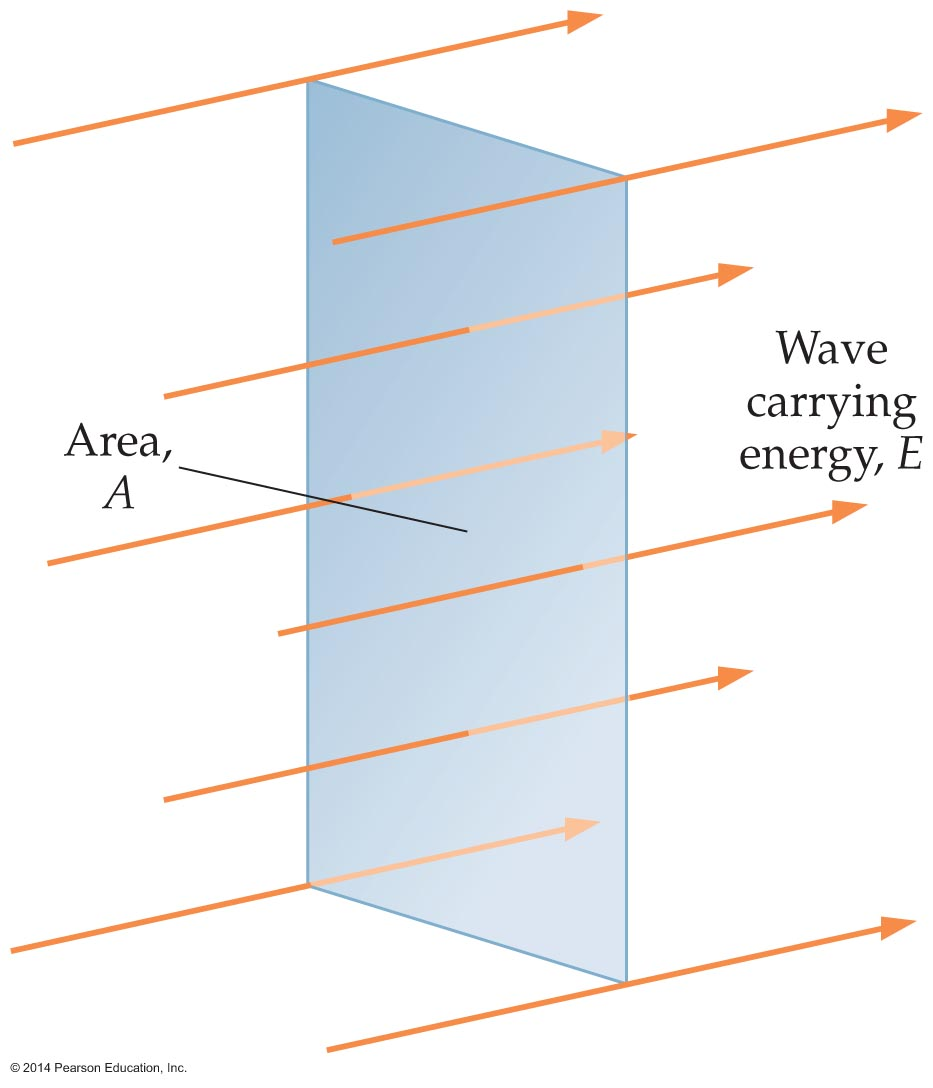 Wave
carrying
energy, E
Area,
A
© 2014 Pearson Education, Inc.